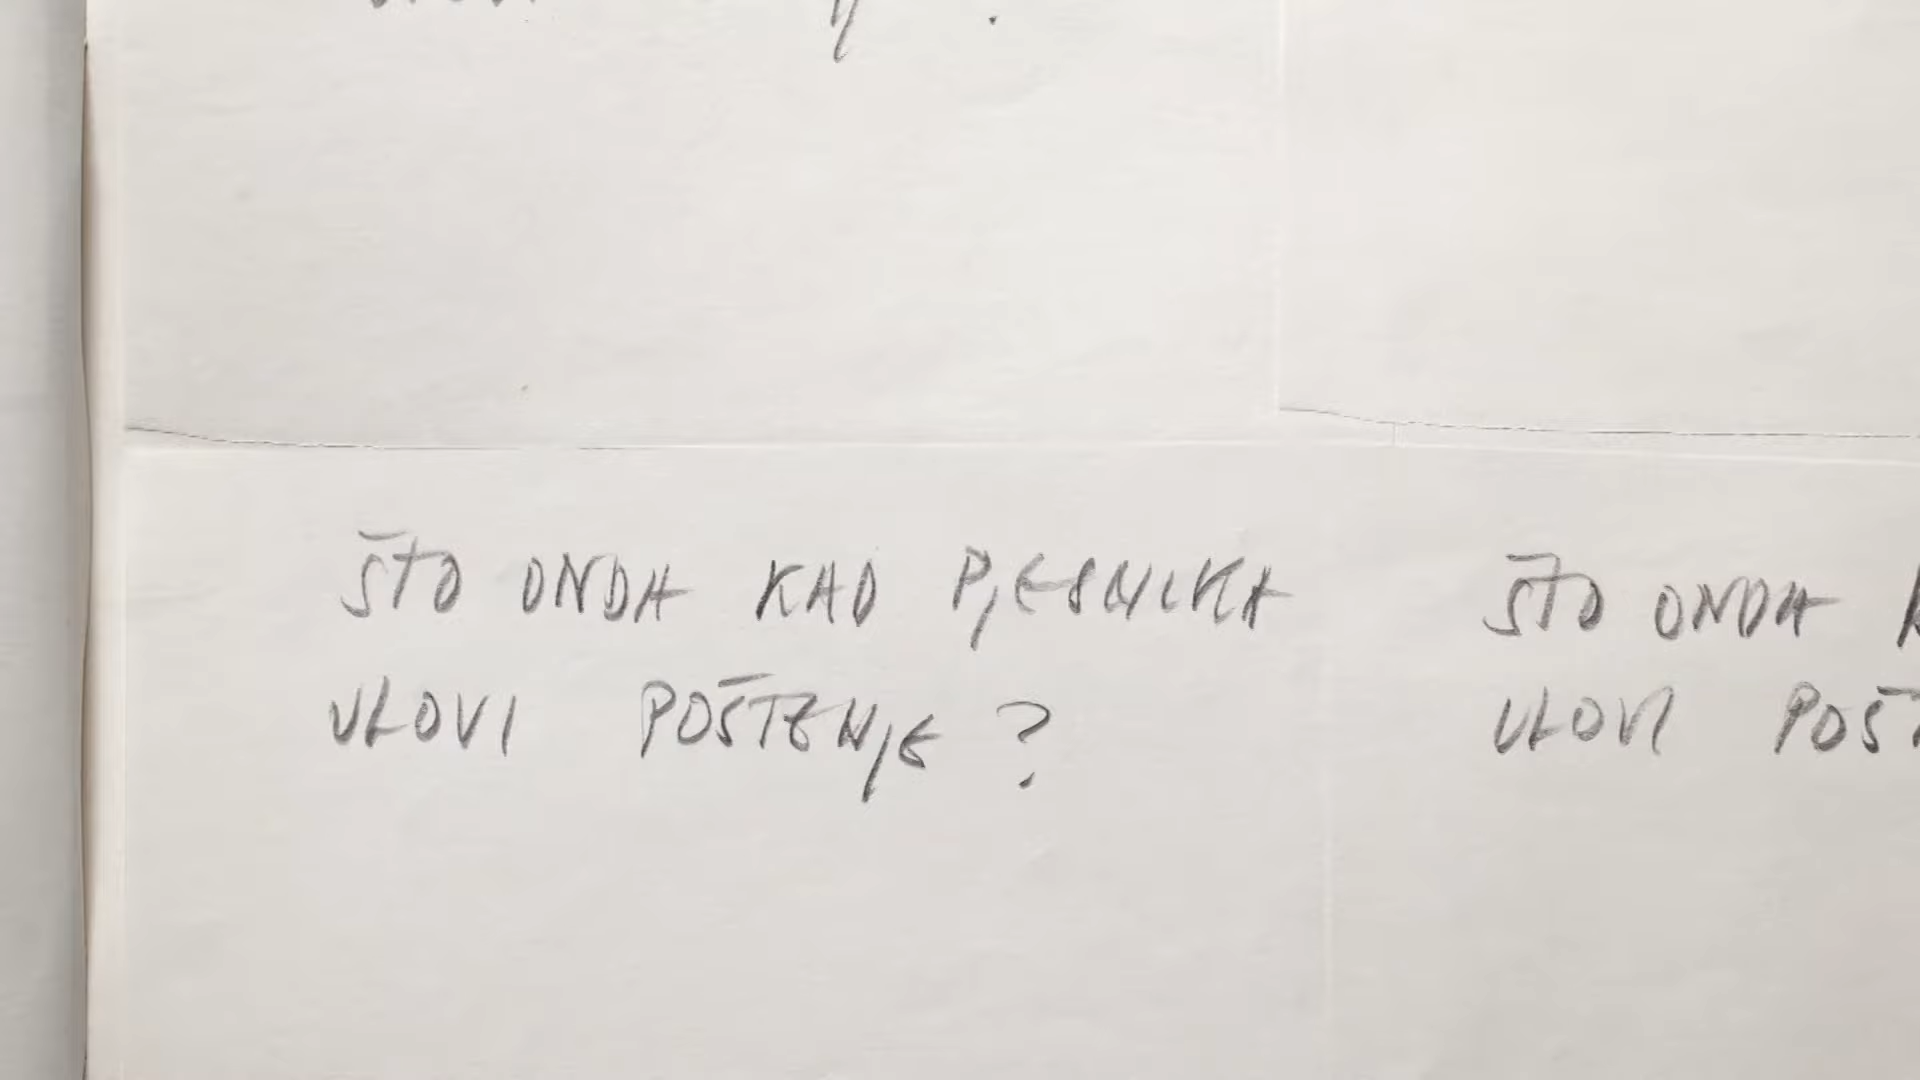 ŠTO ONDA KAD PJESNIKA
ULOVI POŠTENJE?
ŠTO ONDA
ULOVI